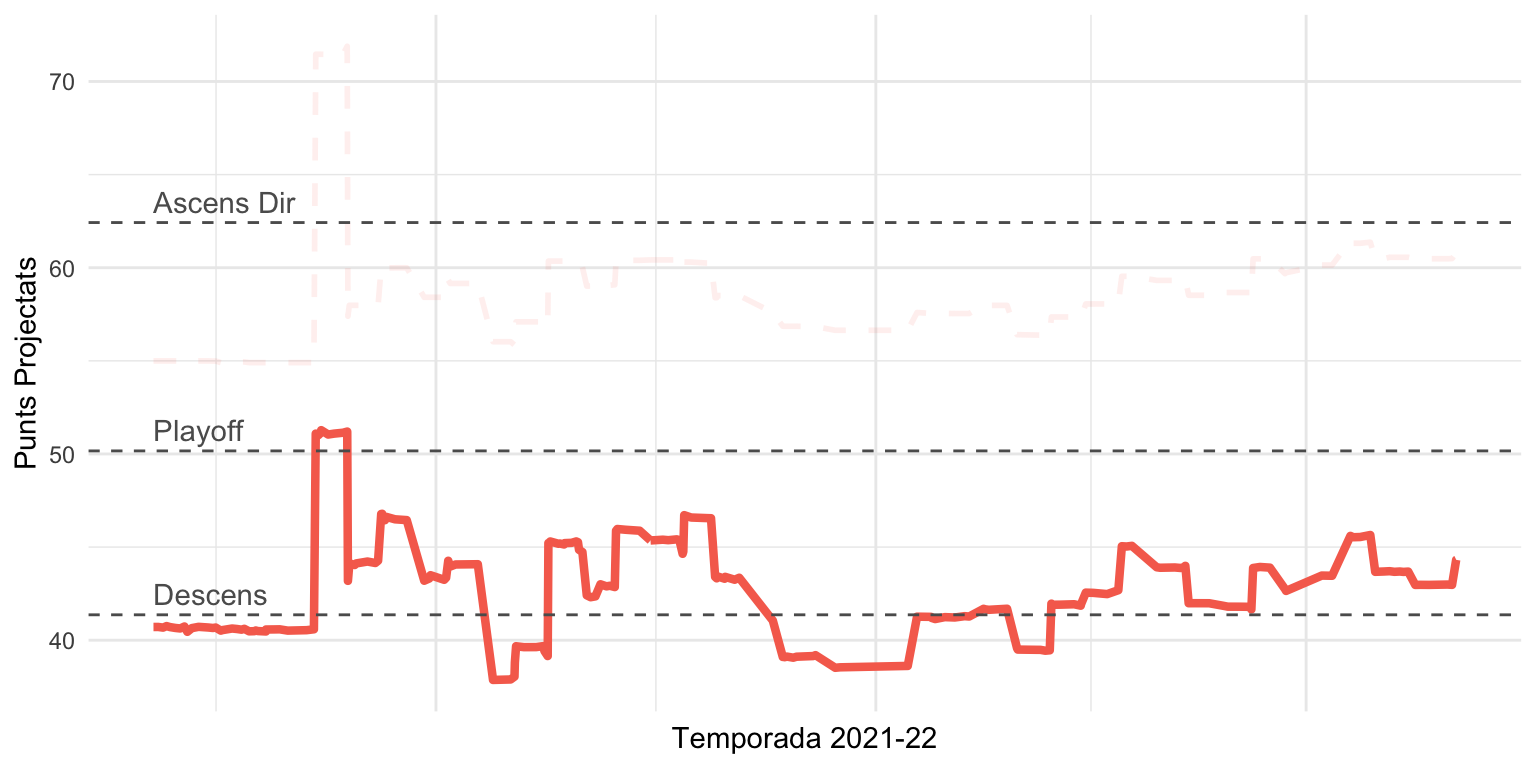 70
Ascens Dir
60
Punts Projectats
Playoff
50
Descens
40
Temporada 2021-22